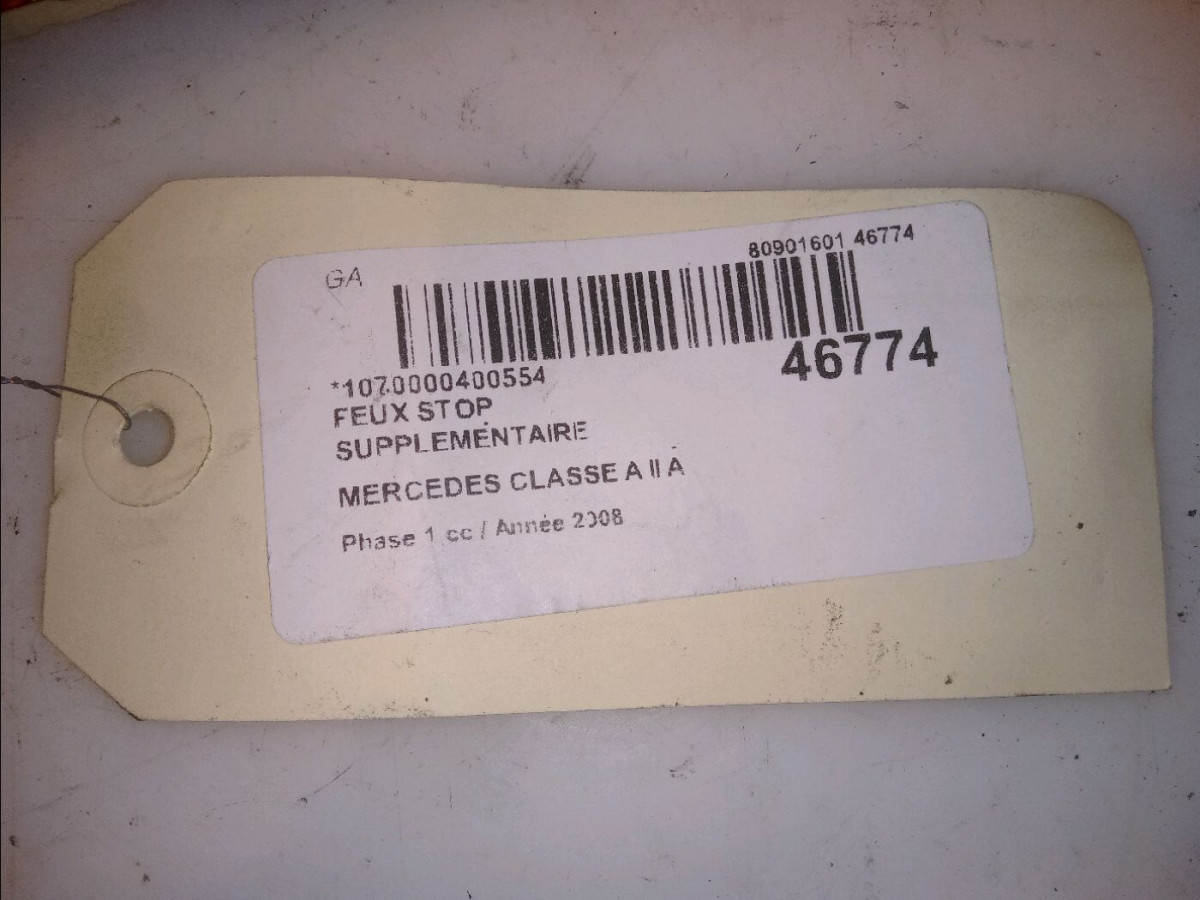 GA
80901601 46774
46774
*1070000400554
FEUX STOP
SUPPLEMENTAIRE
MERCEDES CLASSE A II A
Phase 1 cc / Année 2008